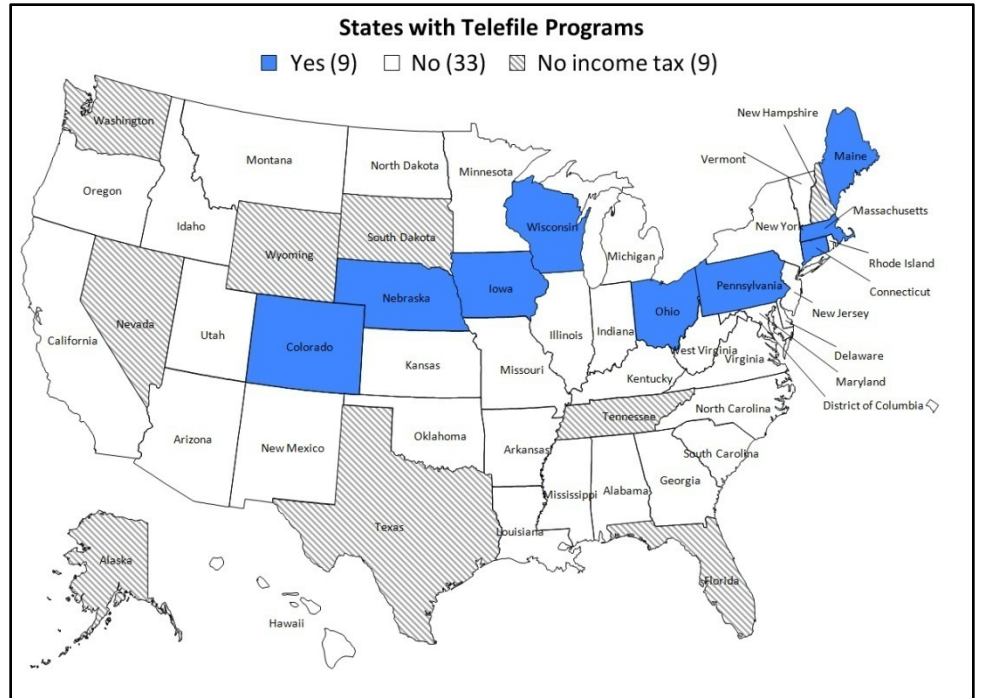 States with Telefile Programs
Yes (9) No (33) No income tax (9)
New Hampshire
Washington
Maine
Vermont
Montana
North Dakota
Minnesota
Oregon
Massachusetts
New York
Wisconsin
Idaho
South Dakota
Wyoming
Michigan
Rhode Island
Pennsylvania
Iowa
Connecticut
Nebraska
Ohio
New Jersey
Nevada
Illinois
Indiana
Utah
California
Colorado
West Virginia
Delaware
Virginia
Kansas
Missouri
Kentucky
Maryland
District of Columbia
North Carolina
Tennessee
Oklahoma
Arizona
New Mexico
Arkansas
South Carolina
Georgia
Mississippi
Alabama
Texas
Louisiana
Alaska
Florida
Hawaii